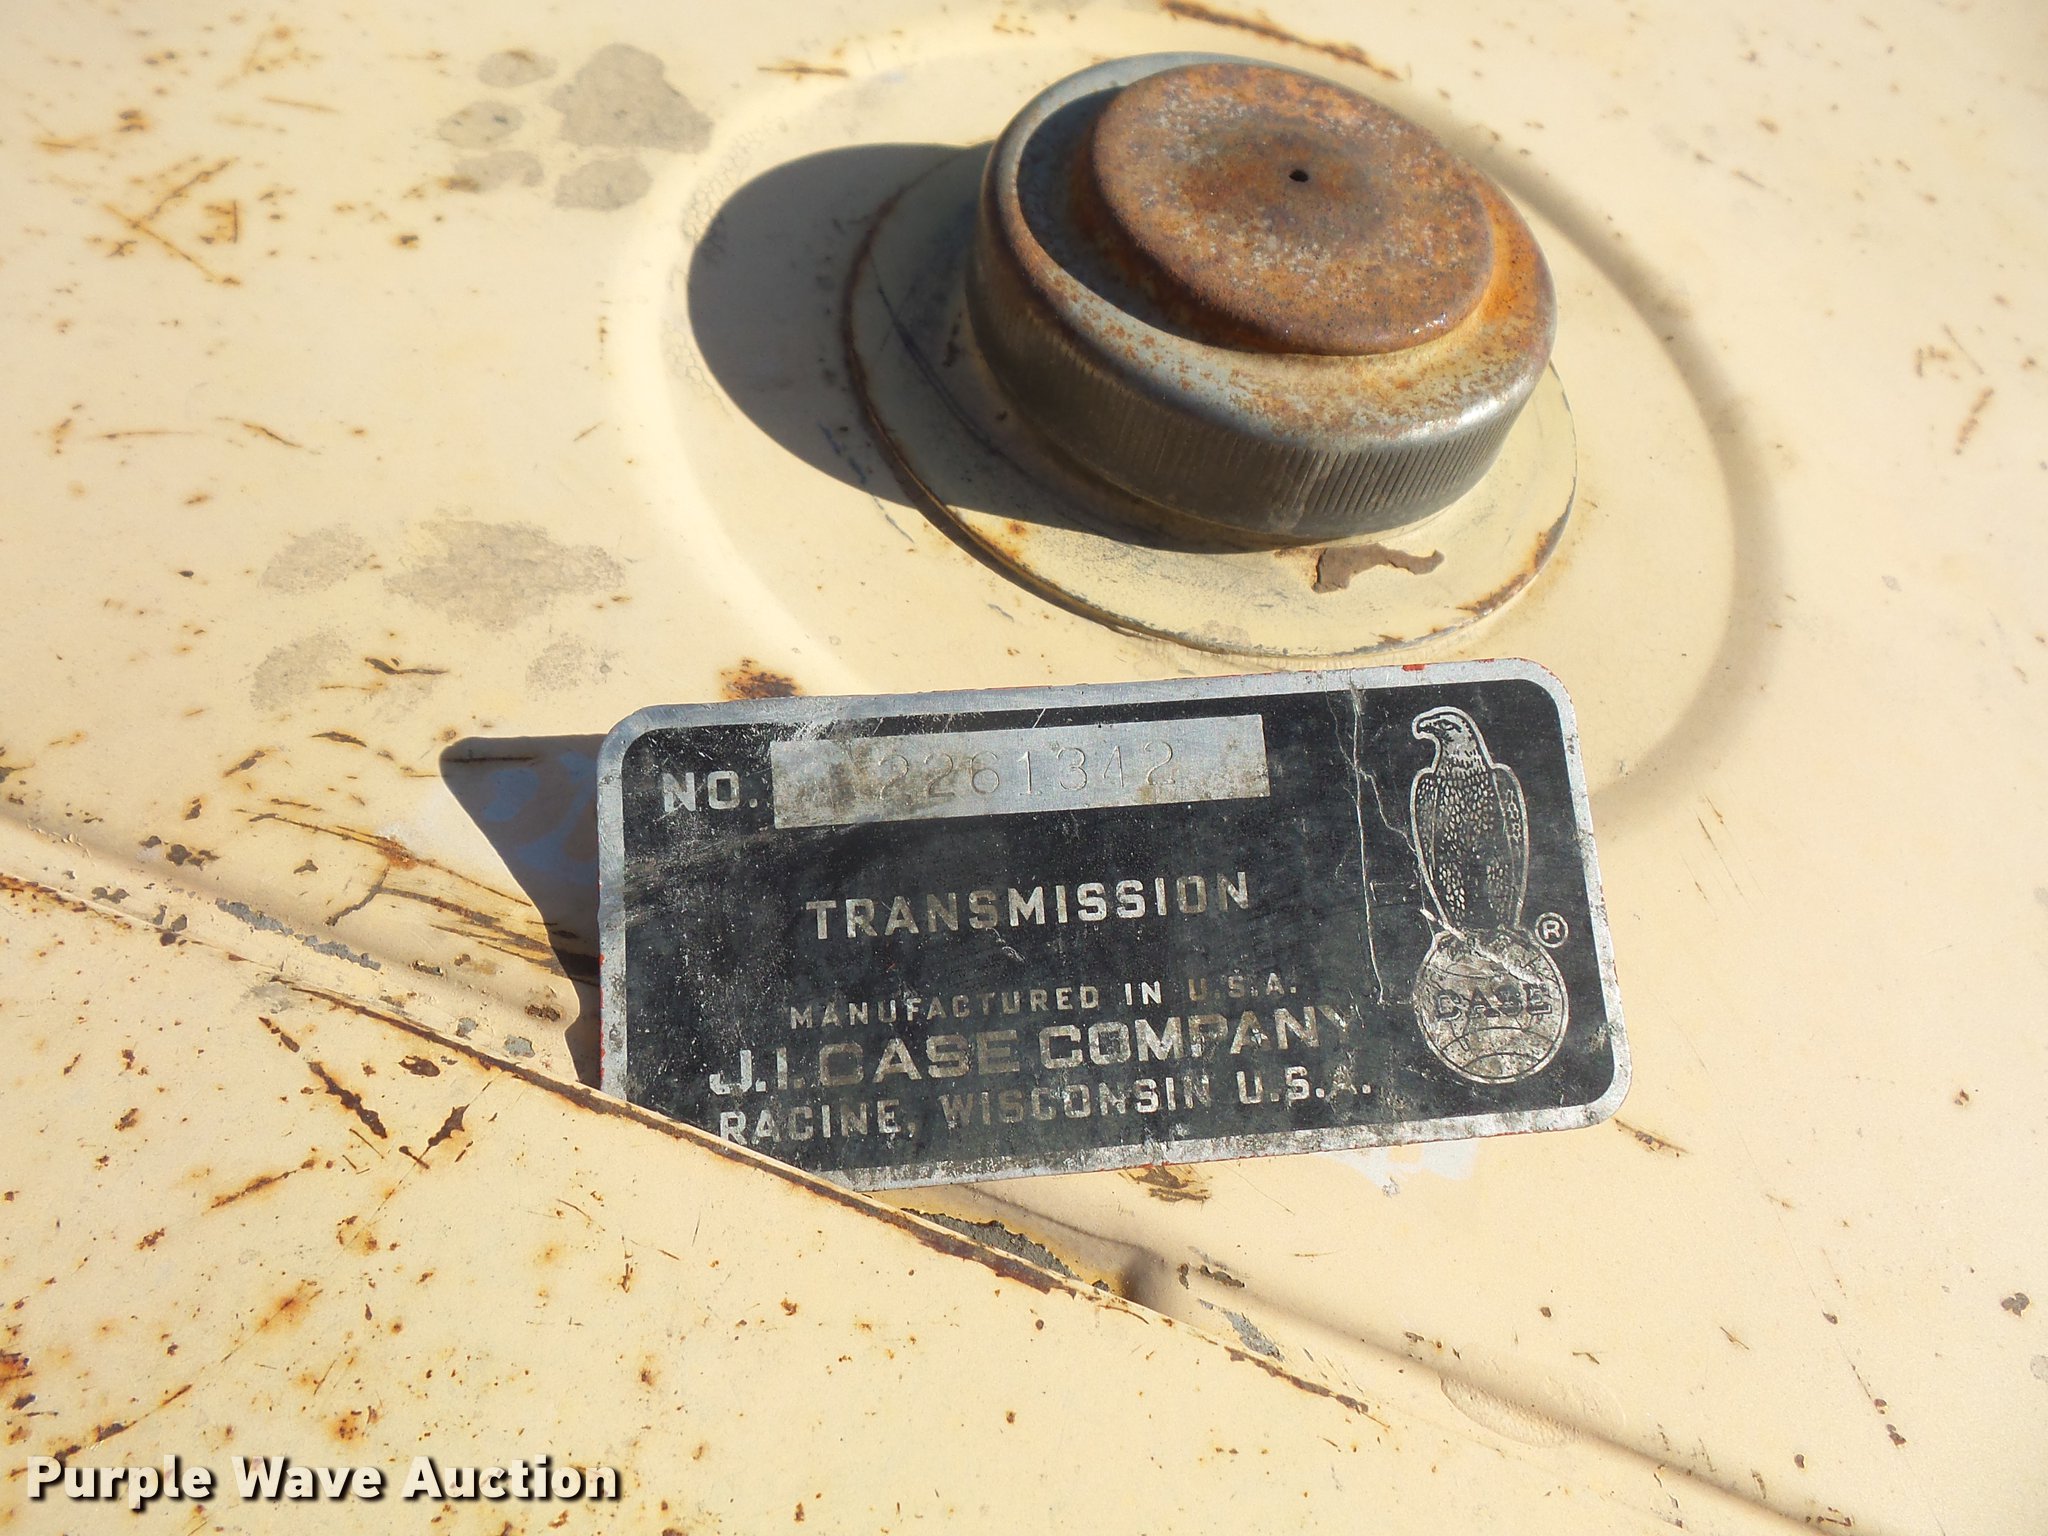 NO. 2261342
TRANSMISSION
MANUFACTURED IN U.S.A.
J.I. CASE COMPANY
RACINE, WISCONSIN U.S.A.
®
CASE
Purple Wave Auction